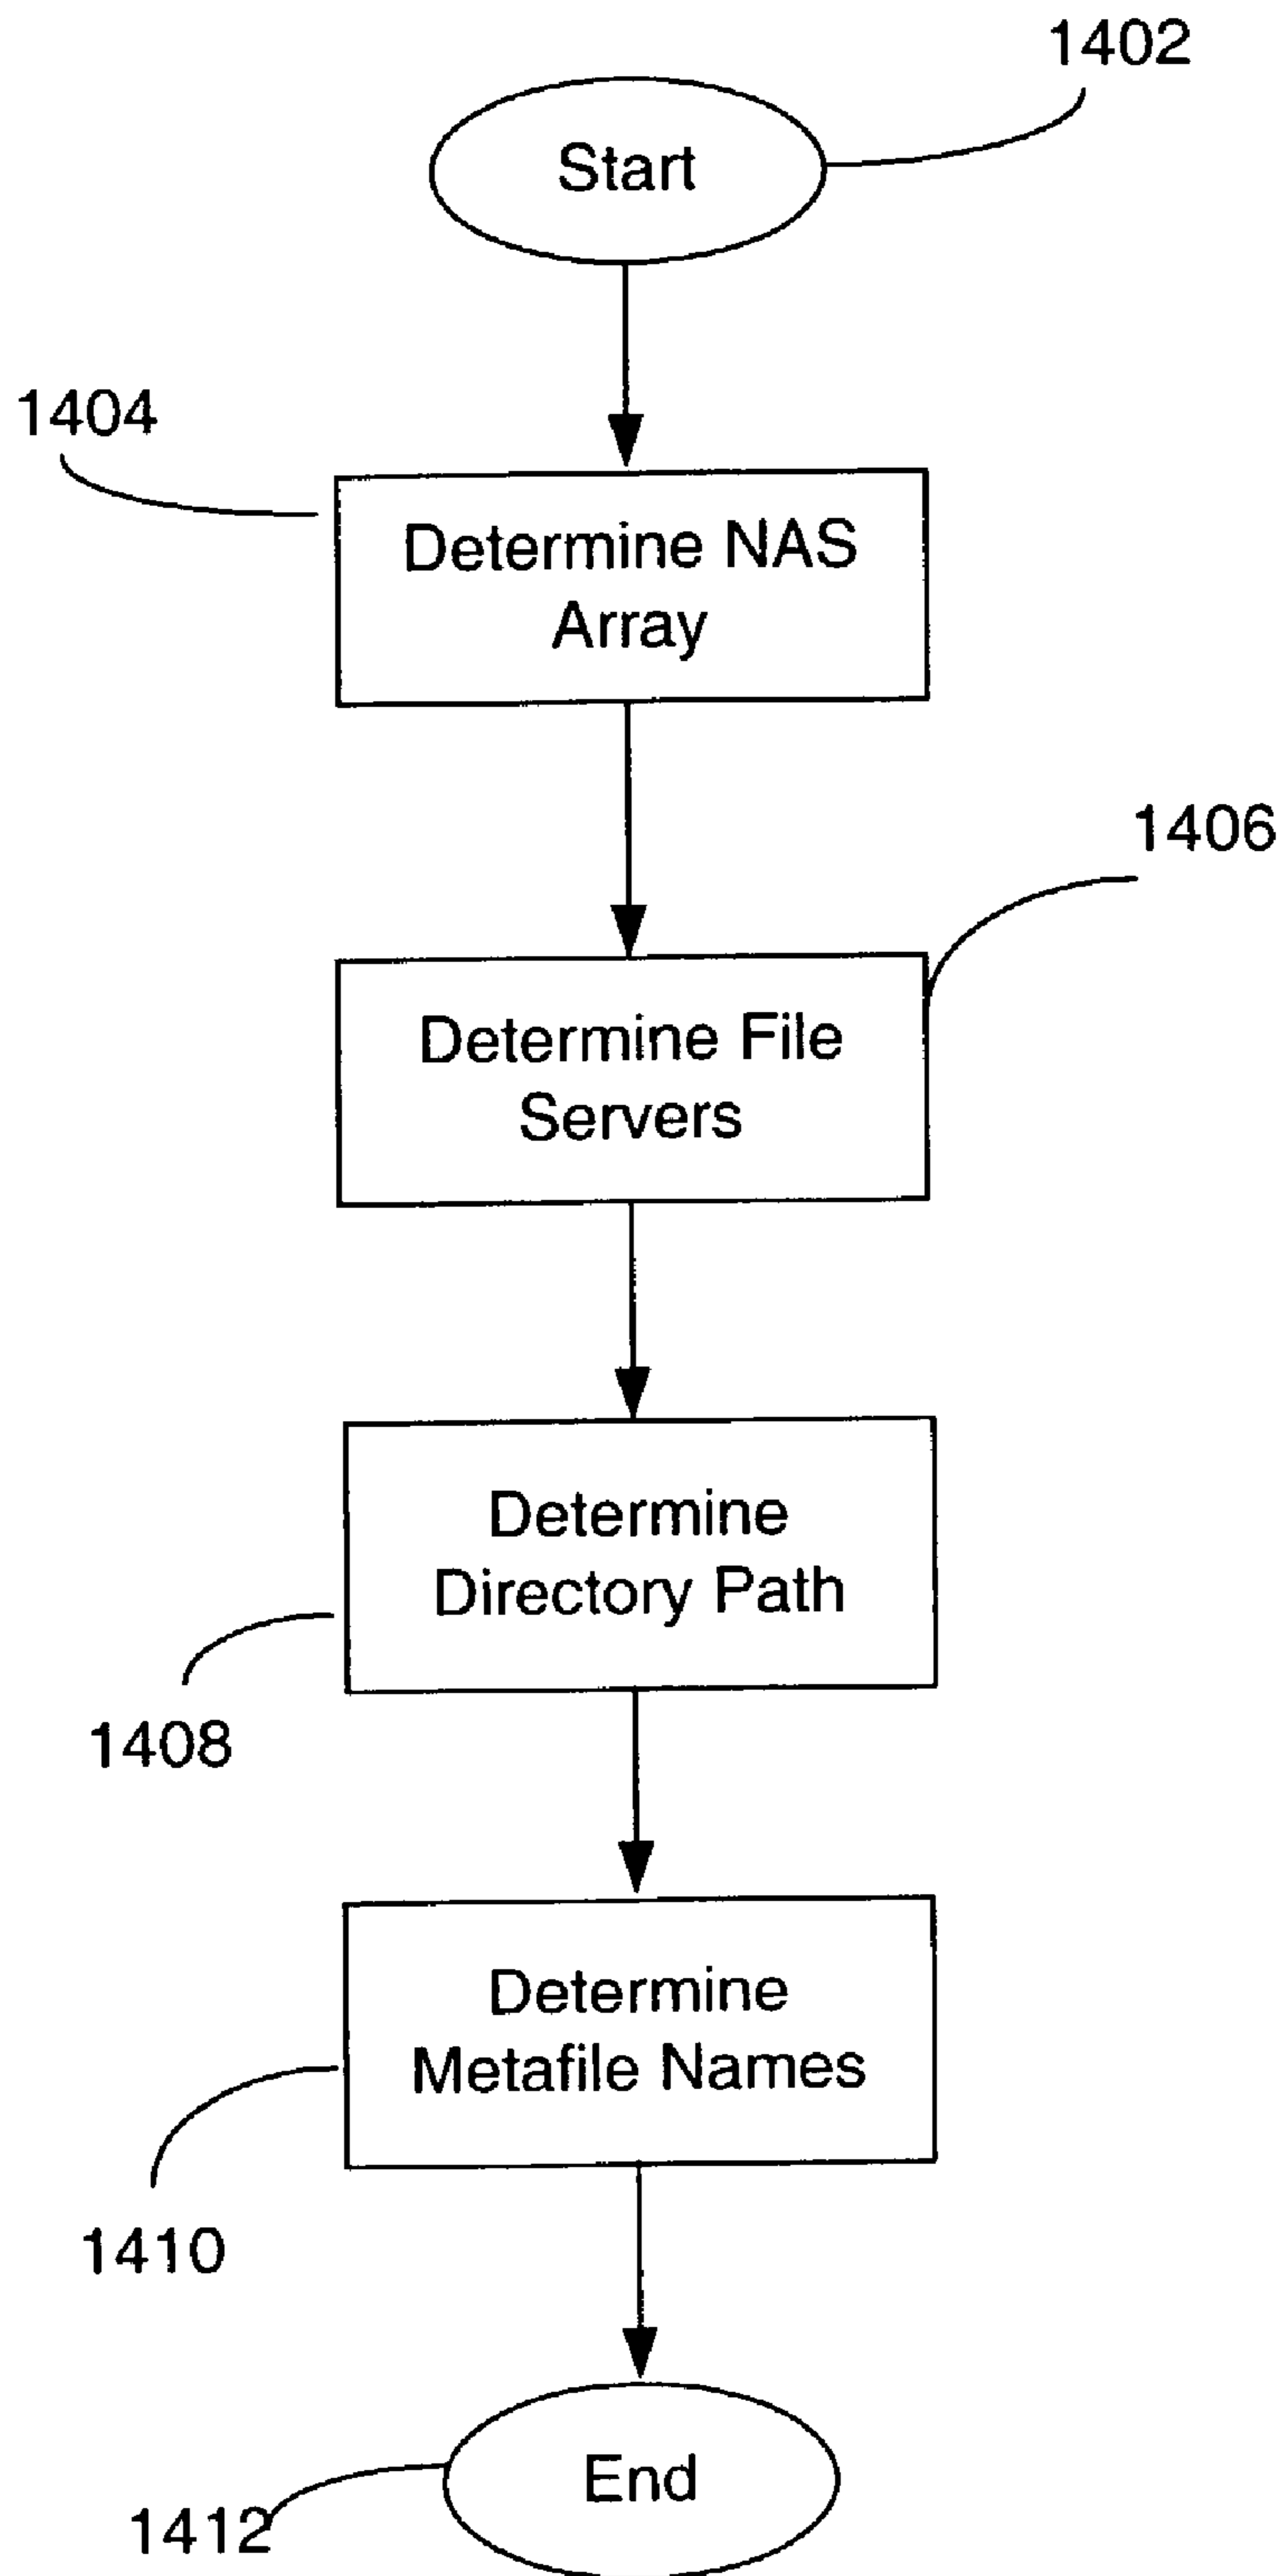 1402
Start
1404
Determine NAS
Array
1406
Determine File
Servers
Determine
Directory Path
1408
Determine
Metafile Names
1410
End
1412